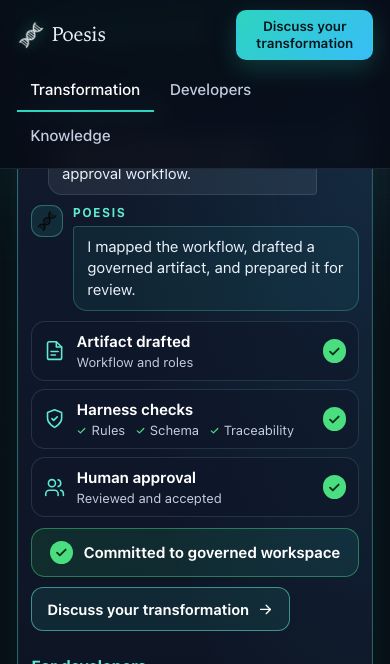 Poesis
Discuss your
transformation
Transformation
Developers
Knowledge
approval workflow.
POESIS
I mapped the workflow, drafted a
governed artifact, and prepared it for
review.
Artifact drafted
Workflow and roles
Harness checks
✓ Rules ✓ Schema ✓ Traceability
Human approval
Reviewed and accepted
Committed to governed workspace
Discuss your transformation →
For developers